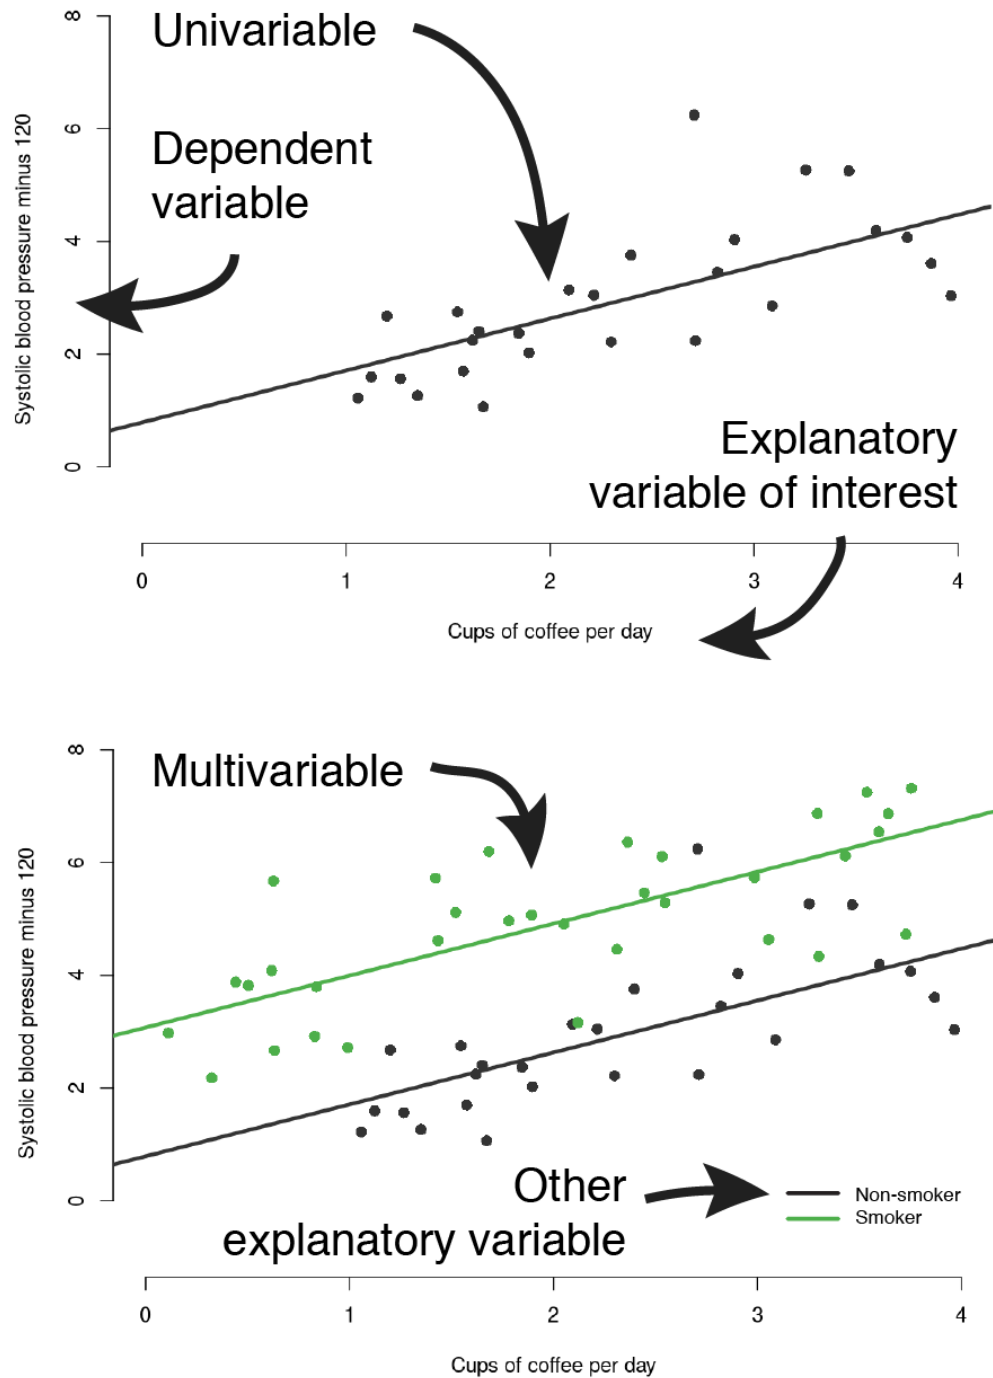 Univariable
Dependent
variable
Systolic blood pressure minus 120
8
6
4
2
0
Explanatory
variable of interest
0 1 2 3 4
Cups of coffee per day
Multivariable
Systolic blood pressure minus 120
8
6
4
2
0
Other
explanatory variable
Non-smoker
Smoker
0 1 2 3 4
Cups of coffee per day